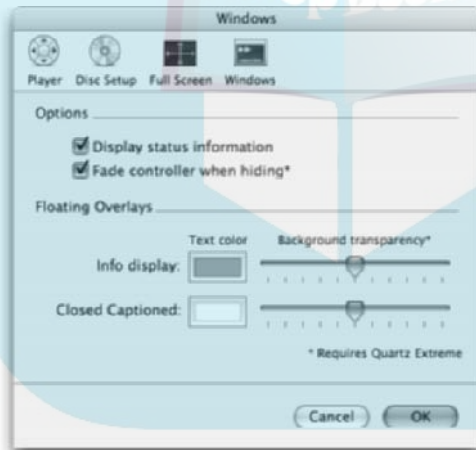 Windows
Player Disc Setup Full Screen Windows
Options
Display status information
Fade controller when hiding*
Floating Overlays
Text color Background transparency*
Info display:
Closed Captioned:
* Requires Quartz Extreme
Cancel OK